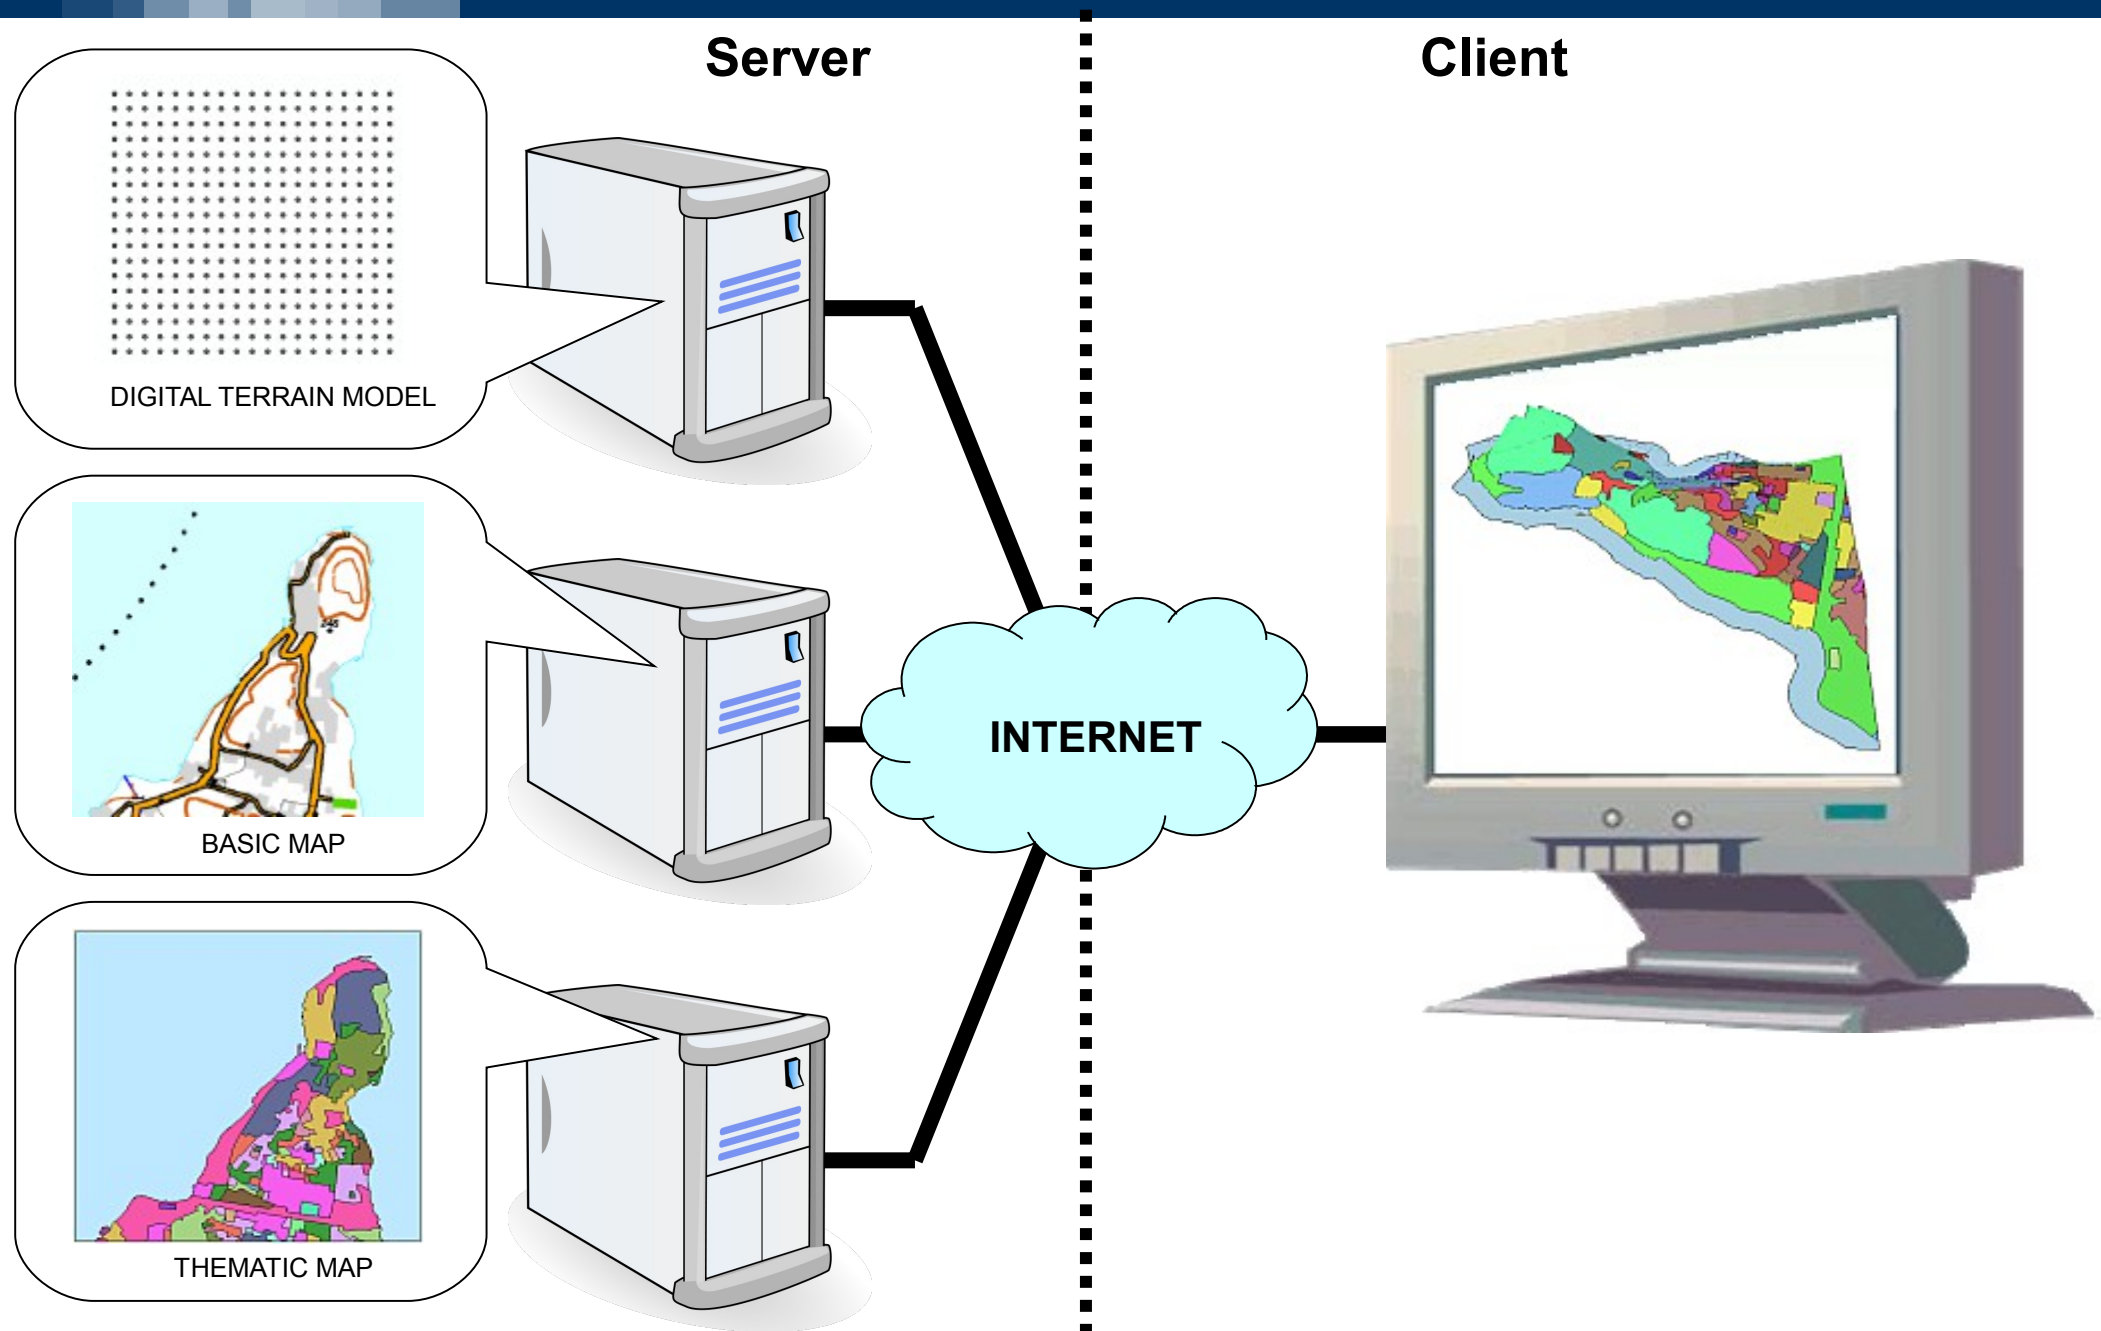 Server
Client
DIGITAL TERRAIN MODEL
BASIC MAP
INTERNET
THEMATIC MAP